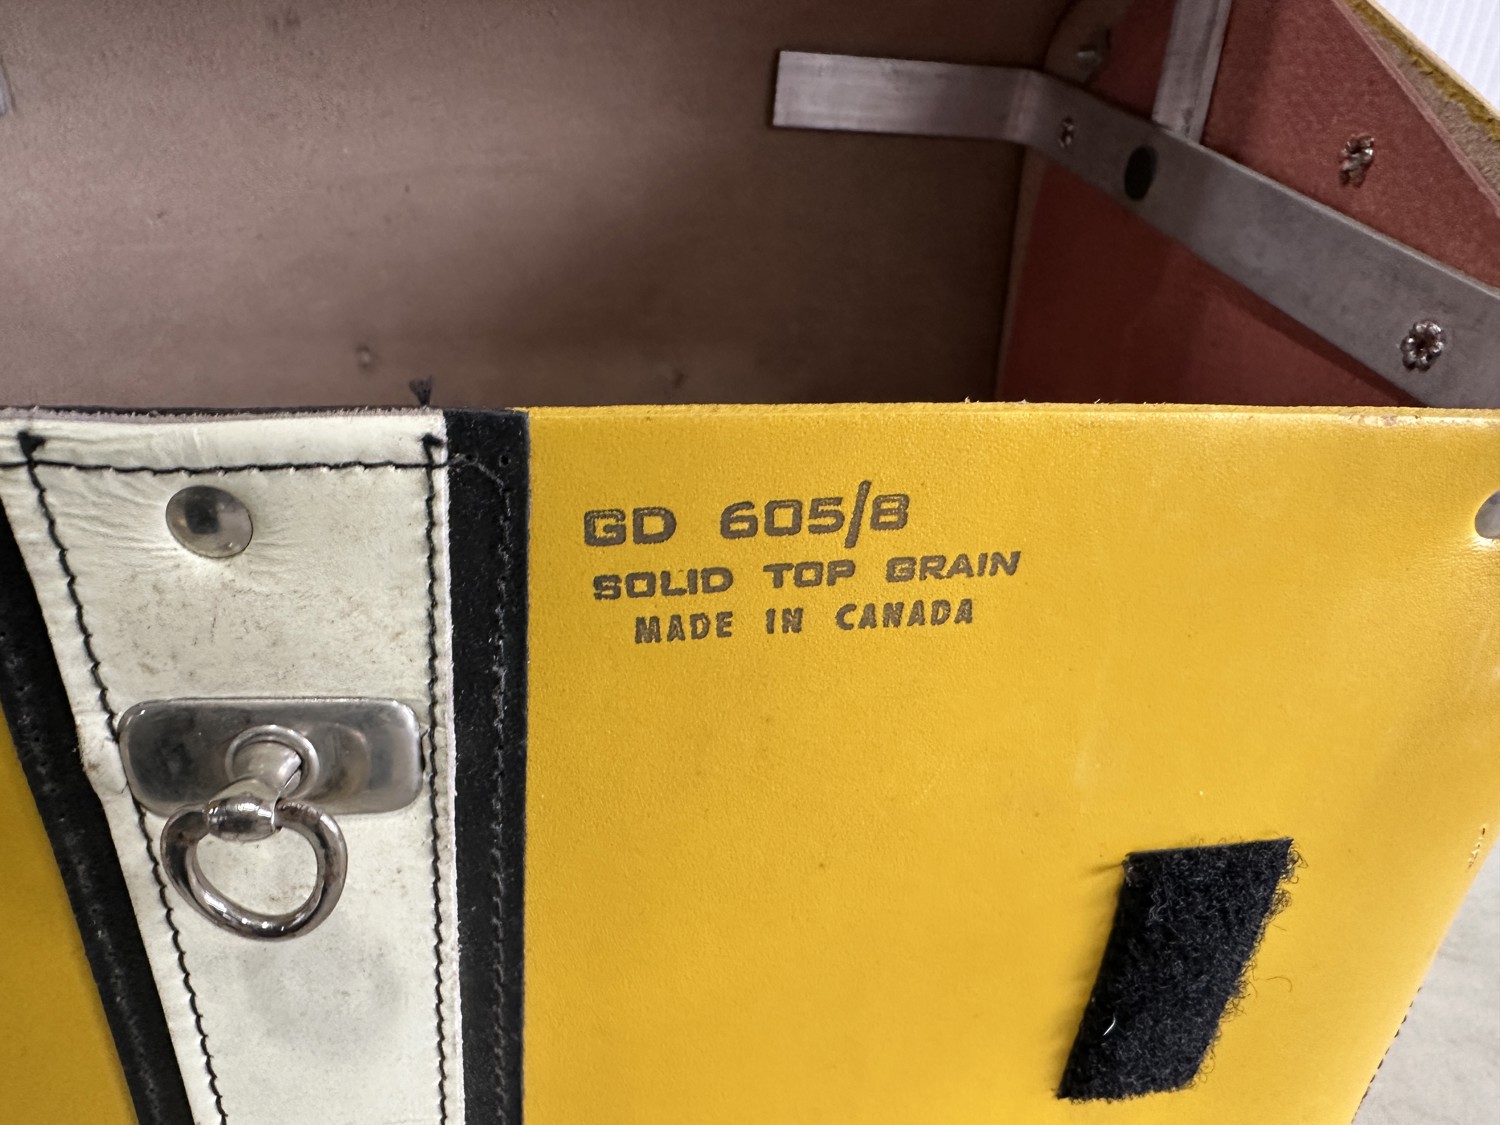 GD 605/8
SOLID TOP GRAIN
MADE IN CANADA